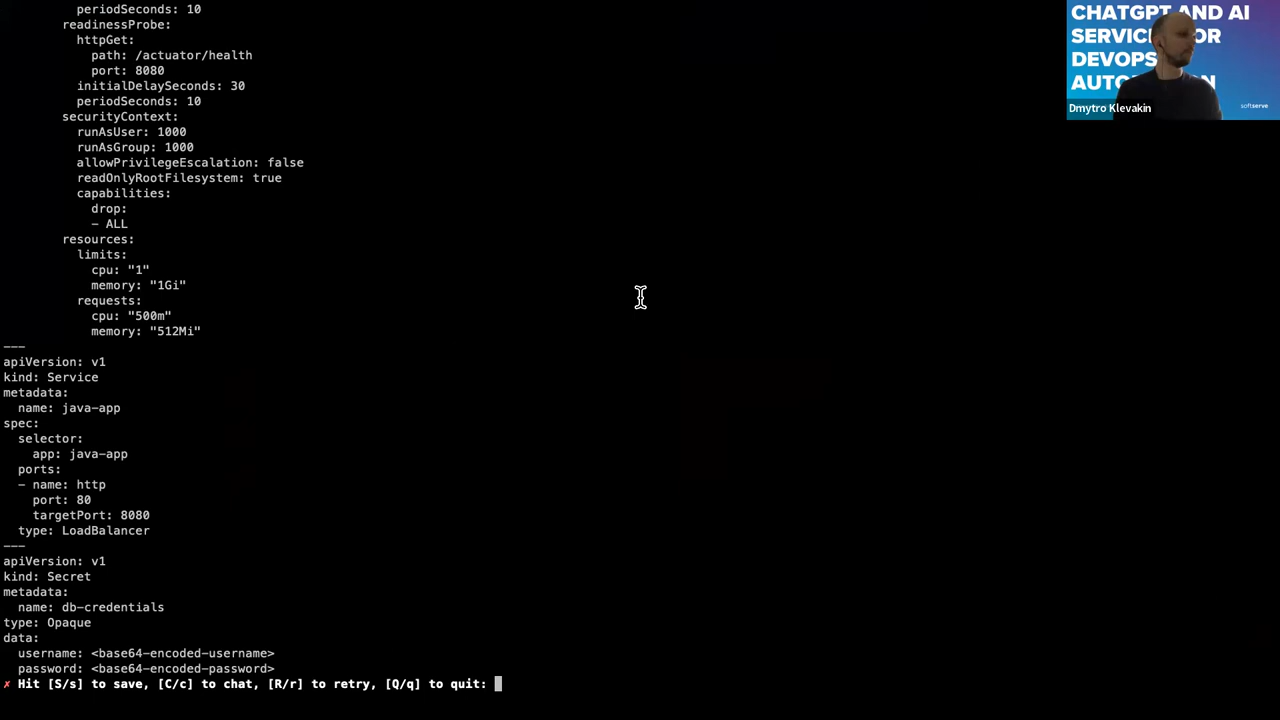 periodSeconds: 10
    readinessProbe:
      httpGet:
        path: /actuator/health
        port: 8080
      initialDelaySeconds: 30
      periodSeconds: 10
    securityContext:
      runAsUser: 1000
      runAsGroup: 1000
      allowPrivilegeEscalation: false
      readOnlyRootFilesystem: true
      capabilities:
        drop:
        - ALL
    resources:
      limits:
        cpu: "1"
        memory: "1Gi"
      requests:
        cpu: "500m"
        memory: "512Mi"
---
apiVersion: v1
kind: Service
metadata:
  name: java-app
spec:
  selector:
    app: java-app
  ports:
  - name: http
    port: 80
    targetPort: 8080
  type: LoadBalancer
---
apiVersion: v1
kind: Secret
metadata:
  name: db-credentials
type: Opaque
data:
  username: <base64-encoded-username>
  password: <base64-encoded-password>
✗ Hit [S/s] to save, [C/c] to chat, [R/r] to retry, [Q/q] to quit:
CHATGPT AND AI
DEVOPS
Dmytro Klevakin
softserve